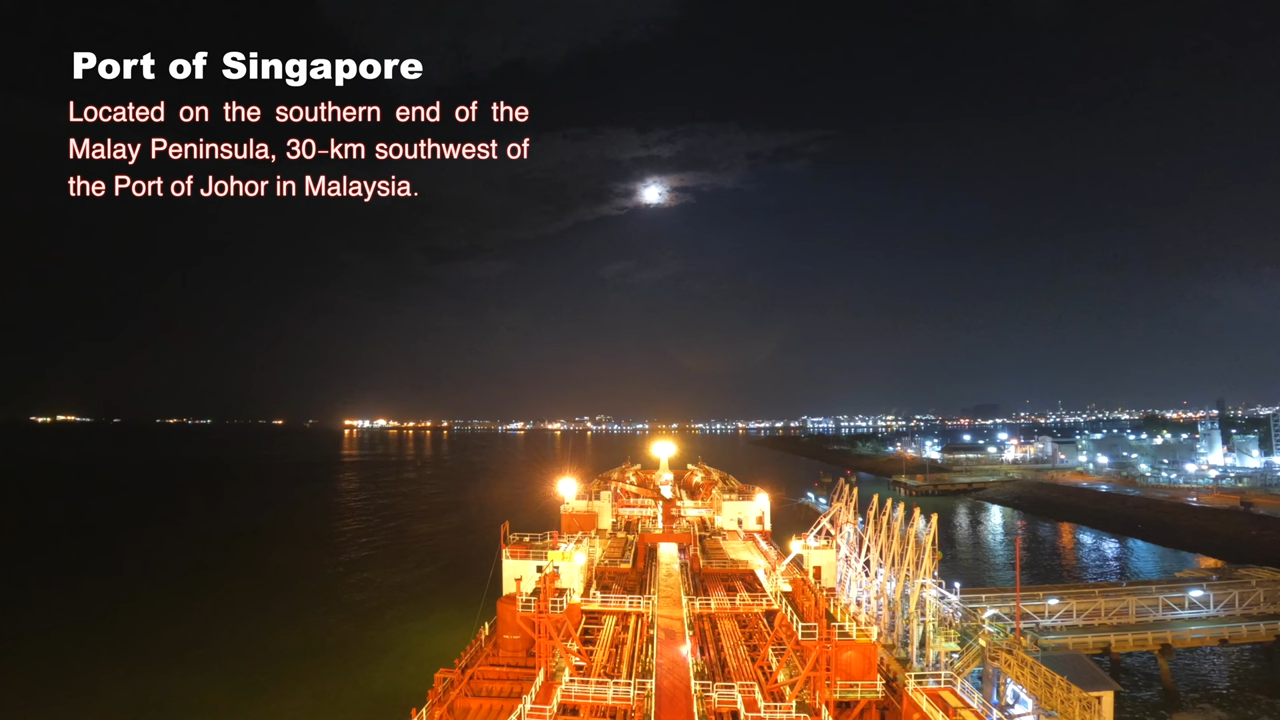 Port of Singapore
Located on the southern end of the
Malay Peninsula, 30-km southwest of
the Port of Johor in Malaysia.